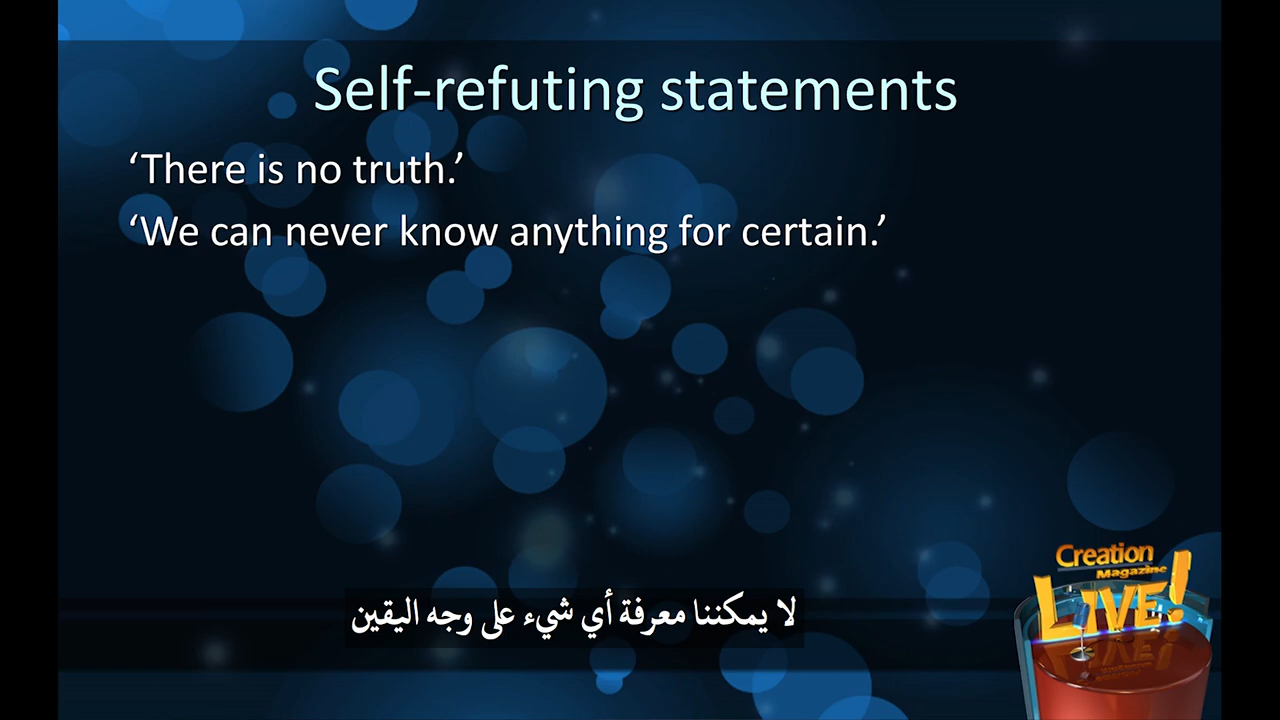 Self-refuting statements
‘There is no truth.’
‘We can never know anything for certain.’
Creation
Magazine
LIVE!
لا يمكننا معرفة أي شيء على وجه اليقين